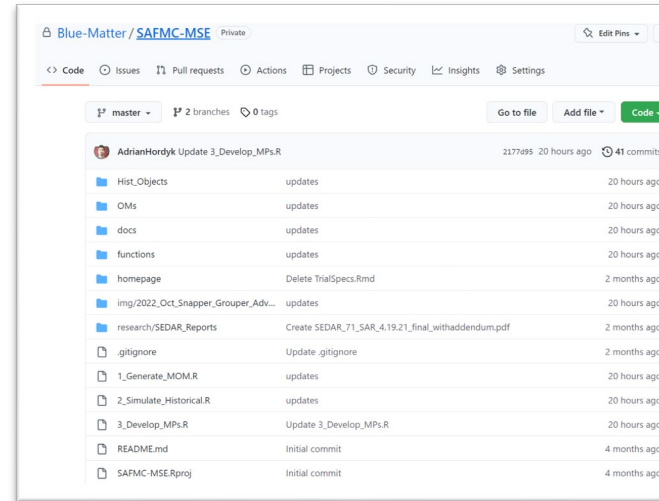 Blue-Matter / SAFMC-MSE Private Edit Pins
Code Issues Pull requests Actions Projects Security Insights Settings
master 2 branches 0 tags Go to file Add file Code
AdrianHordyk Update 3_Develop_MPs.R 2177d95 20 hours ago 41 commits
Hist_Objects updates 20 hours ago
OMs updates 20 hours ago
docs updates 20 hours ago
functions updates 20 hours ago
homepage Delete TrialSpecs.Rmd 2 months ago
img/2022_Oct_Snapper_Grouper_Adv... updates 20 hours ago
research/SEDAR_Reports Create SEDAR_71_SAR_4.19.21_final_withaddendum.pdf 2 months ago
.gitignore Update .gitignore 2 months ago
1_Generate_MOM.R updates 20 hours ago
2_Simulate_Historical.R updates 20 hours ago
3_Develop_MPs.R Update 3_Develop_MPs.R 20 hours ago
README.md Initial commit 4 months ago
SAFMC-MSE.Rproj Initial commit 4 months ago